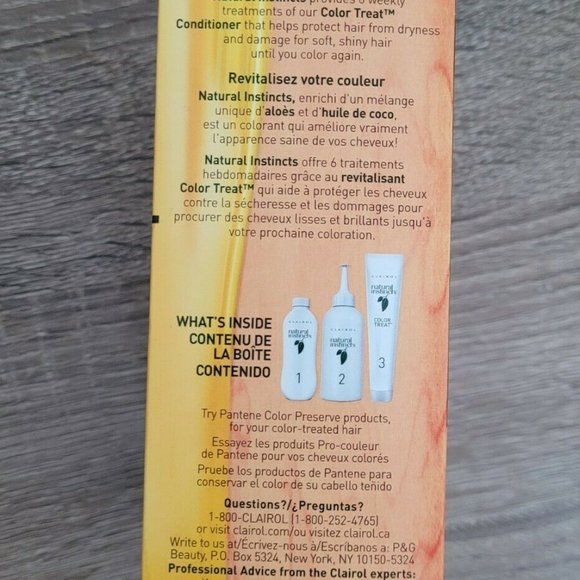 Natural Instincts provides 6 weekly
treatments of our Color Treat™
Conditioner that helps protect hair from dryness
and damage for soft, shiny hair
until you color again.
Revitalisez votre couleur
Natural Instincts, enrichi d'un mélange
unique d'aloès et d'huile de coco,
est un colorant qui améliore vraiment
l'apparence saine de vos cheveux!
Natural Instincts offre 6 traitements
hebdomadaires grâce au revitalisant
Color Treat™ qui aide à protéger les cheveux
contre la sécheresse et les dommages pour
procurer des cheveux lisses et brillants jusqu'à
votre prochaine coloration.
WHAT'S INSIDE
CONTENU DE
LA BOÎTE
CONTENIDO
CLAIROL
natural
instincts
1
CLAIROL
natural
instincts
2
CLAIROL
natural
instincts
COLOR
TREAT
3
Try Pantene Color Preserve products,
for your color-treated hair
Essayez les produits Pro-couleur
de Pantene pour vos cheveux colorés
Pruebe los productos de Pantene para
conservar el color de su cabello teñido
Questions?/¿Preguntas?
1-800-CLAIROL (1-800-252-4765)
or visit clairol.com/ou visitez clairol.ca
Write to us at/Écrivez-nous à/Escríbanos a: P&G
Beauty, P.O. Box 5324, New York, NY 10150-5324
Professional Advice from the Clairol experts: